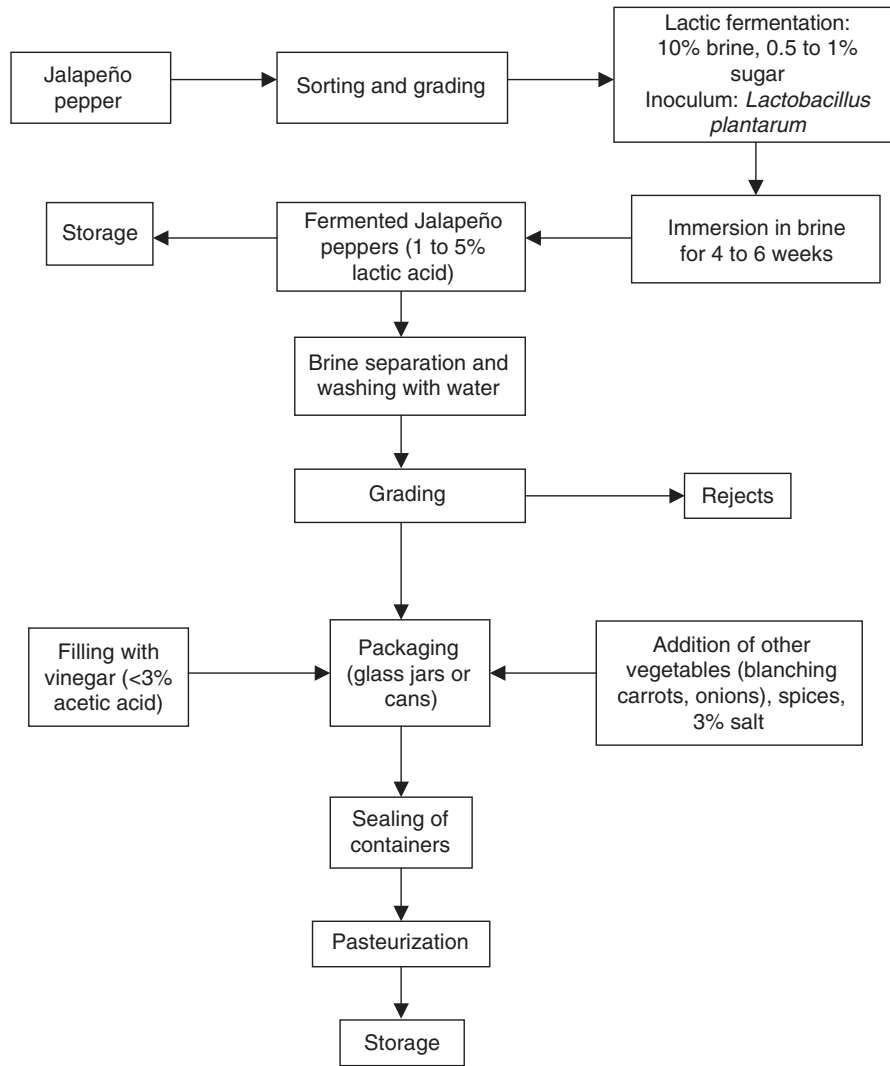 Jalapeño
pepper
Sorting and grading
Lactic fermentation:
10% brine, 0.5 to 1%
sugar
Inoculum: Lactobacillus
plantarum
Storage
Fermented Jalapeño
peppers (1 to 5%
lactic acid)
Immersion in brine
for 4 to 6 weeks
Brine separation and
washing with water
Grading
Rejects
Filling with
vinegar (<3%
acetic acid)
Packaging
(glass jars or
cans)
Addition of other
vegetables (blanching
carrots, onions), spices,
3% salt
Sealing of
containers
Pasteurization
Storage